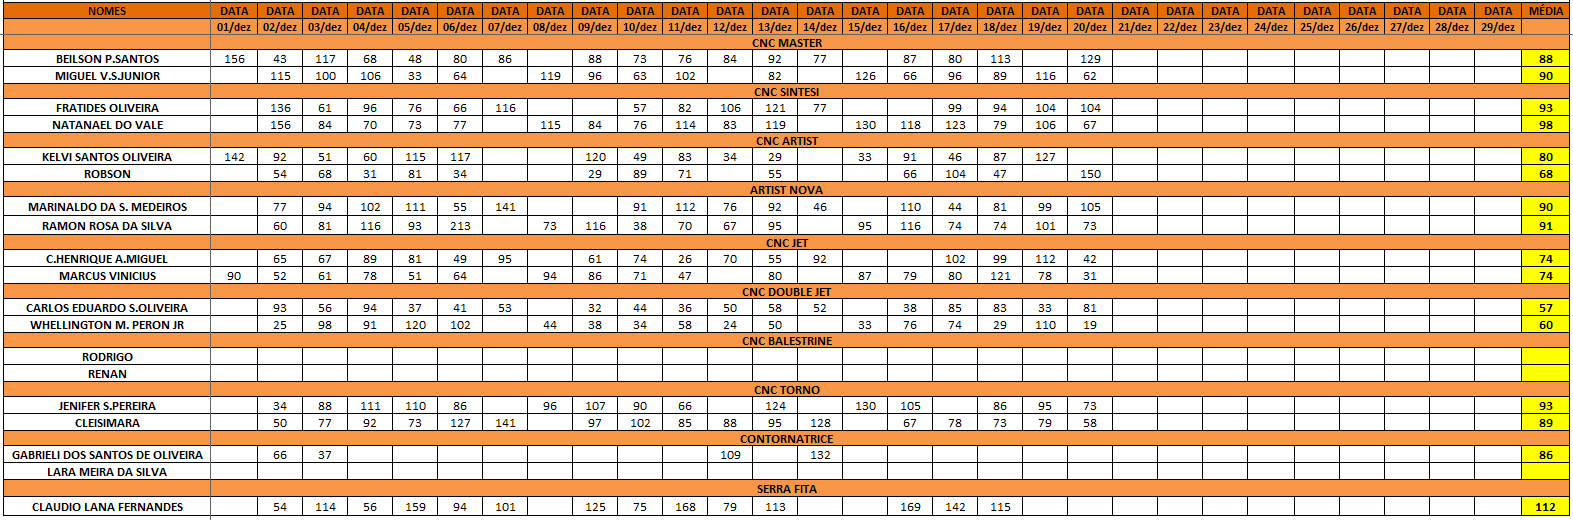 NOMES DATA DATA DATA DATA DATA DATA DATA DATA DATA DATA DATA DATA DATA DATA DATA DATA DATA DATA DATA DATA DATA DATA DATA DATA DATA DATA DATA DATA DATA MÉDIA
01/dez 02/dez 03/dez 04/dez 05/dez 06/dez 07/dez 08/dez 09/dez 10/dez 11/dez 12/dez 13/dez 14/dez 15/dez 16/dez 17/dez 18/dez 19/dez 20/dez 21/dez 22/dez 23/dez 24/dez 25/dez 26/dez 27/dez 28/dez 29/dez
CNC MASTER
BEILSON P.SANTOS 156 43 117 68 48 80 86 88 73 76 84 92 77 87 80 113 129 88
MIGUEL V.S.JUNIOR 115 100 106 33 64 119 96 63 102 82 126 66 96 89 116 62 90
CNC SINTESI
FRATIDES OLIVEIRA 136 61 96 76 66 116 57 82 106 121 77 99 94 104 104 93
NATANAEL DO VALE 156 84 70 73 77 115 84 76 114 83 119 130 118 123 79 106 67 98
CNC ARTIST
KELVI SANTOS OLIVEIRA 142 92 51 60 115 117 120 49 83 34 29 33 91 46 87 127 80
ROBSON 54 68 31 81 34 29 89 71 55 66 104 47 150 68
ARTIST NOVA
MARINALDO DA S. MEDEIROS 77 94 102 111 55 141 91 112 76 92 46 110 44 81 99 105 90
RAMON ROSA DA SILVA 60 81 116 93 213 73 116 38 70 67 95 95 116 74 74 101 73 91
CNC JET
C.HENRIQUE A.MIGUEL 65 67 89 81 49 95 61 74 26 70 55 92 102 99 112 42 74
MARCUS VINICIUS 90 52 61 78 51 64 94 86 71 47 80 87 79 80 121 78 31 74
CNC DOUBLE JET
CARLOS EDUARDO S.OLIVEIRA 93 56 94 37 41 53 32 44 36 50 58 52 38 85 83 33 81 57
WHELLINGTON M. PERON JR 25 98 91 120 102 44 38 34 58 24 50 33 76 74 29 110 19 60
CNC BALESTRINE
RODRIGO
RENAN
CNC TORNO
JENIFER S.PEREIRA 34 88 111 110 86 96 107 90 66 124 130 105 86 95 73 93
CLEISIMARA 50 77 92 73 127 141 97 102 85 88 95 128 67 78 73 79 58 89
CONTORNATRICE
GABRIELI DOS SANTOS DE OLIVEIRA 66 37 109 132 86
LARA MEIRA DA SILVA
SERRA FITA
CLAUDIO LANA FERNANDES 54 114 56 159 94 101 125 75 168 79 113 169 142 115 112